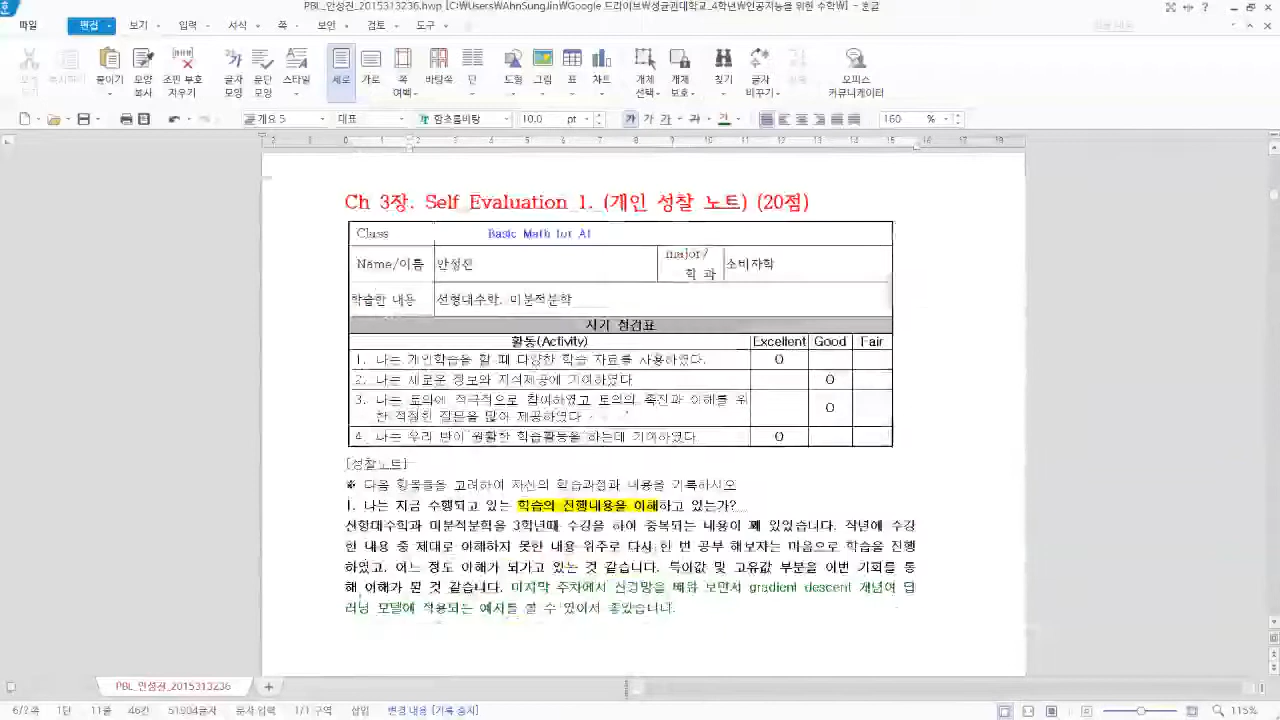 PBL_안성진_2015313236.hwp [C:₩Users₩AhnSungJin₩Google 드라이브₩성균관대학교_4학년₩인공지능을 위한 수학₩] - 한글
파일 편집 보기 입력 서식 쪽 보안 검토 도구
붙이기 모양 복사 조판 부호 지우기 글자 모양 문단 모양 스타일 세로 가로 쪽 여백 바탕쪽 단 도형 그림 표 차트 개체 선택 개체 보호 찾기 글자 바꾸기 오피스 커뮤니케이터
개요 5 대표 함초롬바탕 10.0 pt 가 가 가 가 가 160 %
Ch 3장. Self Evaluation 1. (개인 성찰 노트) (20점)
Class Basic Math for AI
Name/이름 안성진 major/학 과 소비자학
학습한 내용 선형대수학, 미분적분학
자기 점검표
활동(Activity) Excellent Good Fair
1. 나는 개인학습을 할 때 다양한 학습 자료를 사용하였다. O
2. 나는 새로운 정보와 지식제공에 기여하였다 O
3. 나는 토의에 적극적으로 참여하였고 토의의 촉진과 이해를 위
한 적절한 질문을 많이 제공하였다 O
4. 나는 우리 반이 원활한 학습활동을 하는데 기여하였다. O
[성찰노트]
※ 다음 항목들을 고려하여 자신의 학습과정과 내용을 기록하시오
1. 나는 지금 수행되고 있는 학습의 진행내용을 이해하고 있는가?
선형대수학과 미분적분학을 3학년때 수강을 하여 중복되는 내용이 꽤 있었습니다. 작년에 수강
한 내용 중 제대로 이해하지 못한 내용 위주로 다시 한 번 공부 해보자는 마음으로 학습을 진행
하였고, 어느 정도 이해가 되가고 있는 것 같습니다. 특이값 및 고유값 부분을 이번 기회를 통
해 이해가 된 것 같습니다. 마지막 주차에서 신경망을 배워 보면서 gradient descent 개념이 딥
러닝 모델에 적용되는 예시를 볼 수 있어서 좋았습니다.
PBL_안성진_2015313236
6/2쪽 1단 11줄 46칸 51904글자 문자 입력 1/1 구역 삽입 변경 내용 [기록 중지] 115%